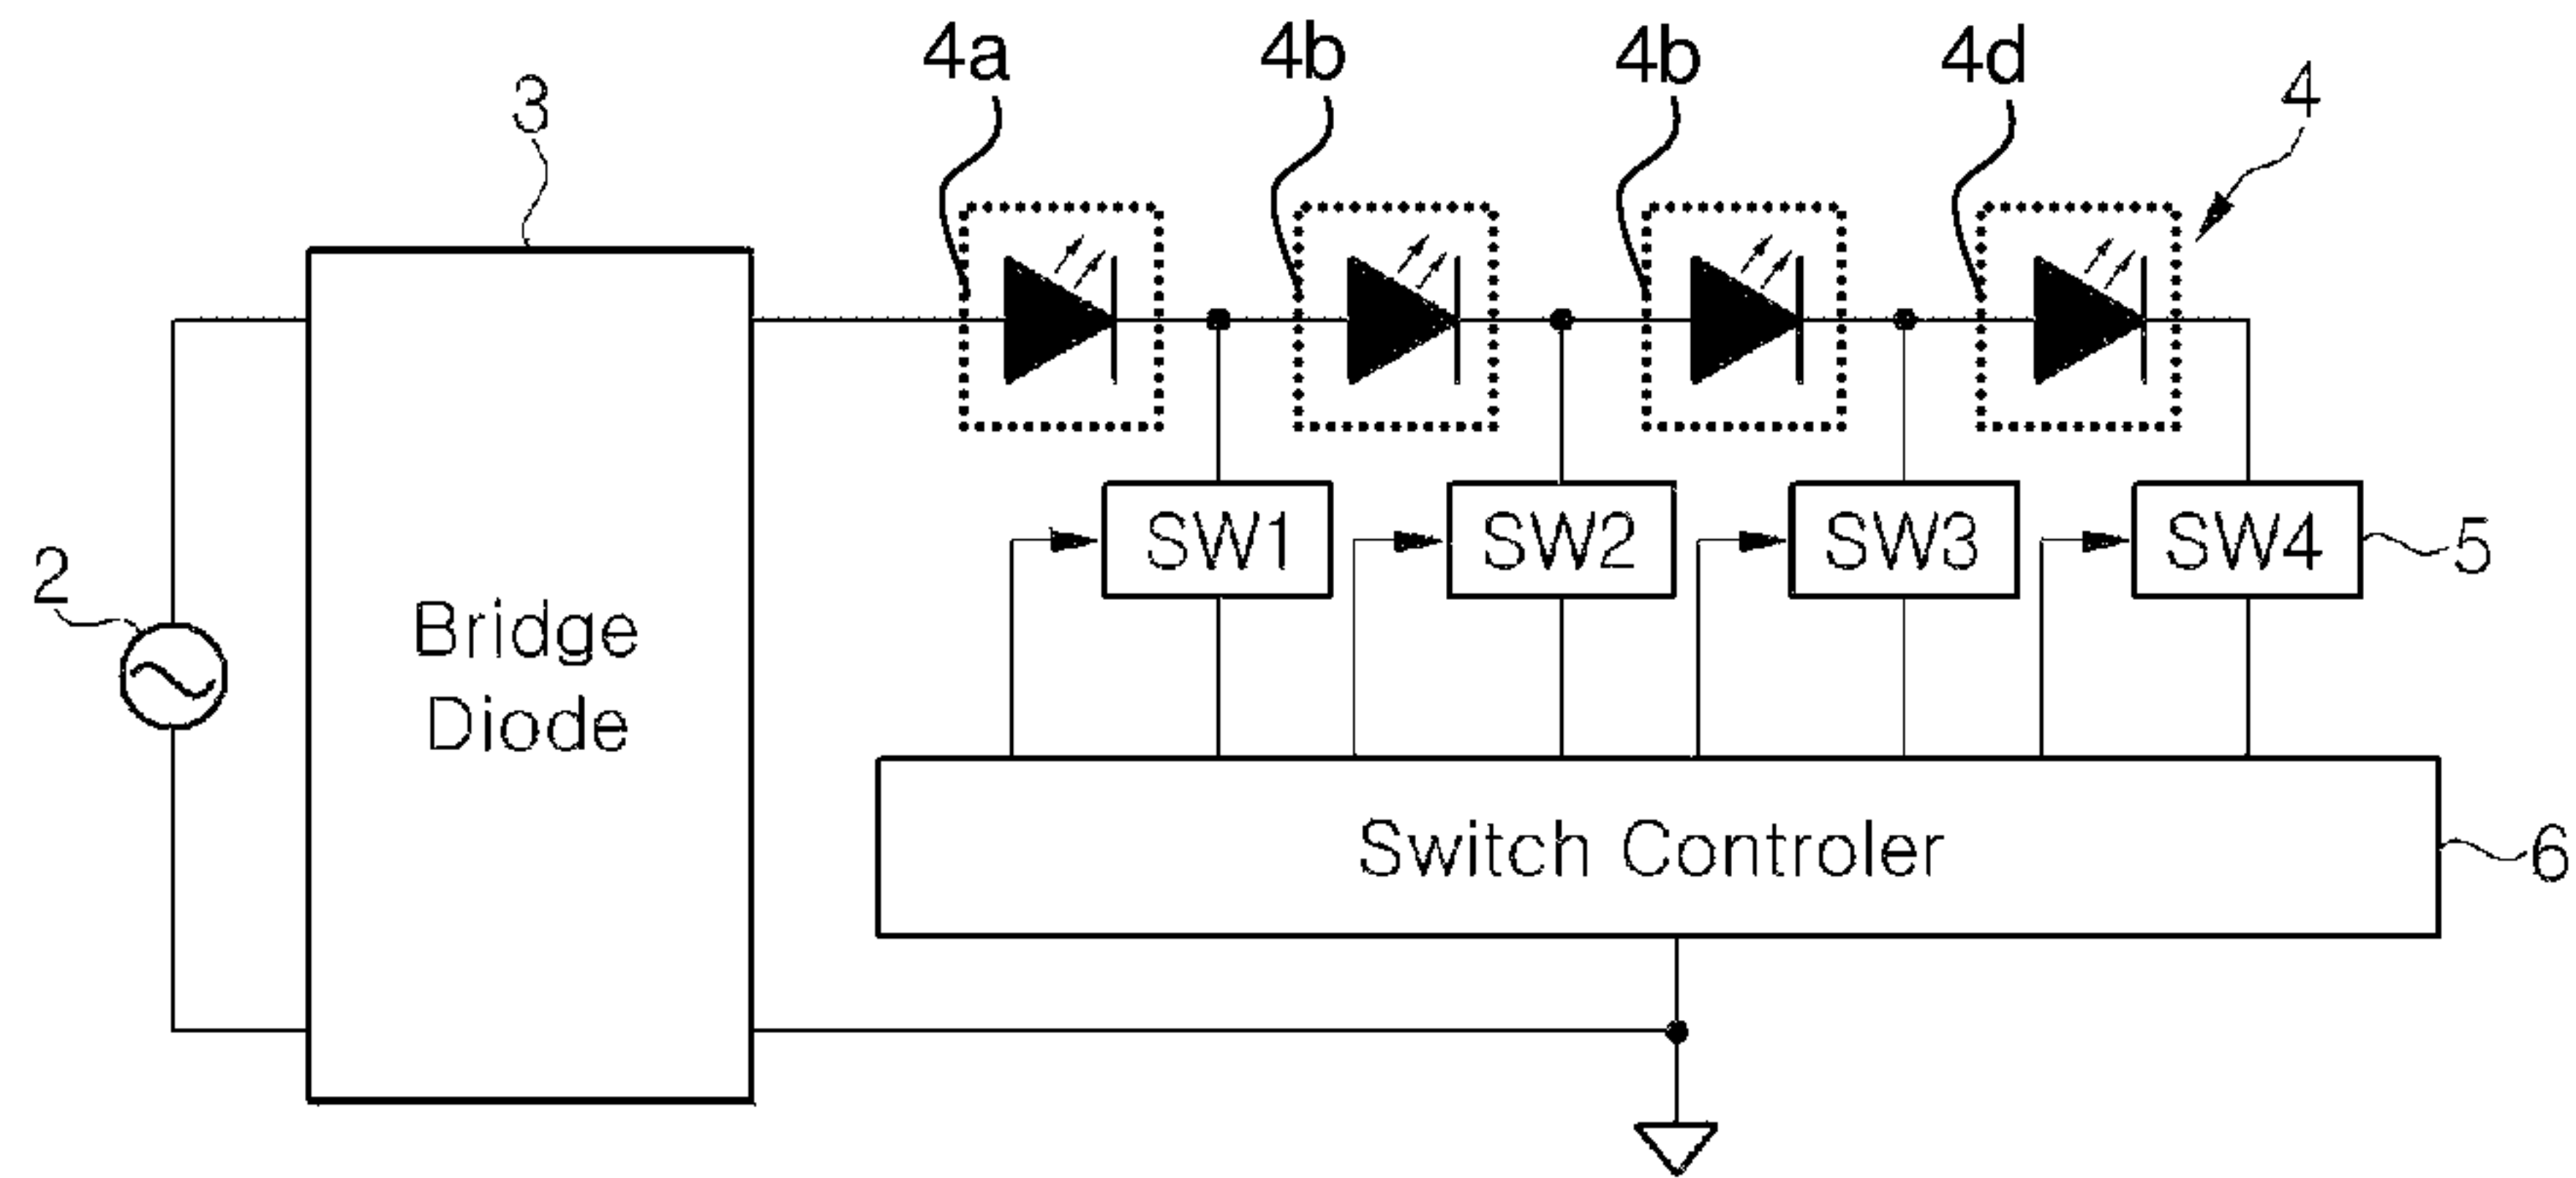 4a
4b
4b
4d
4
3
2
Bridge
Diode
SW1
SW2
SW3
SW4
5
Switch Controler
6